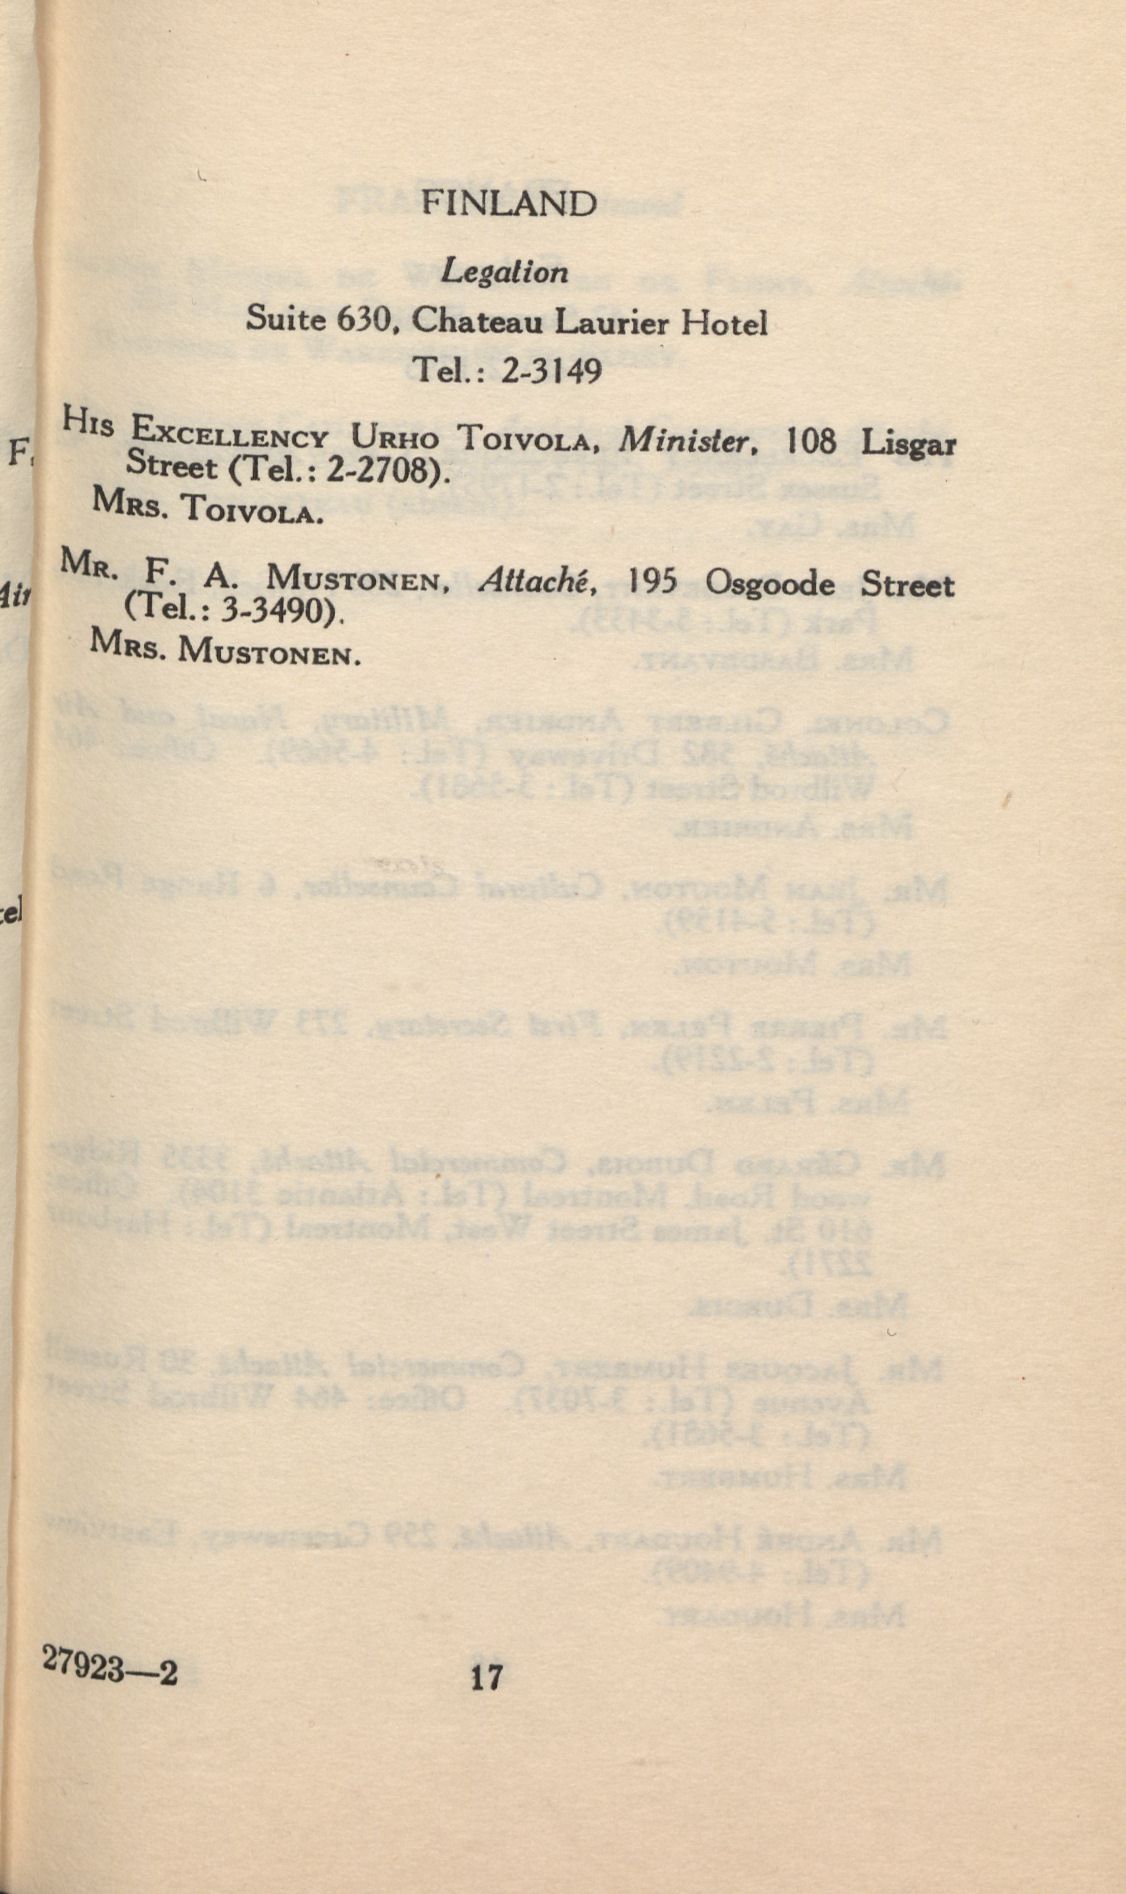 FINLAND
Legation
Suite 630, Chateau Laurier Hotel
Tel.: 2-3149
HIS EXCELLENCY URHO TOIVOLA, Minister, 108 Lisgar
Street (Tel.: 2-2708).
MRS. TOIVOLA.
MR. F. A. MUSTONEN, Attaché, 195 Osgoode Street
(Tel.: 3-3490).
MRS. MUSTONEN.
27923—2
17